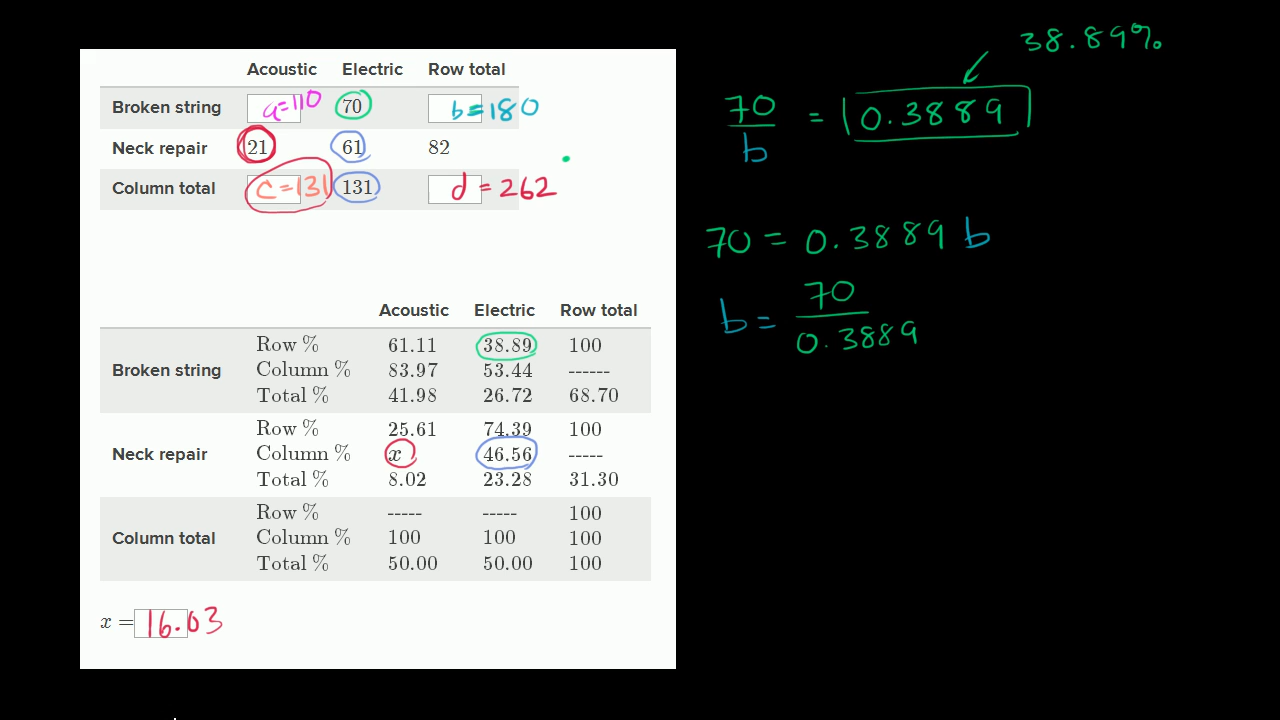 Acoustic Electric Row total
Broken string a=110 70 b=180
Neck repair 21 61 82
Column total c=131 131 d=262
Acoustic Electric Row total
Row % 61.11 38.89 100
Broken string Column % 83.97 53.44 ------
Total % 41.98 26.72 68.70
Row % 25.61 74.39 100
Neck repair Column % x 46.56 -----
Total % 8.02 23.28 31.30
Row % ----- ----- 100
Column total Column % 100 100 100
Total % 50.00 50.00 100
x = 16.03
38.89%
70
b
= 0.3889
70 = 0.3889 b
b = 70
0.3889